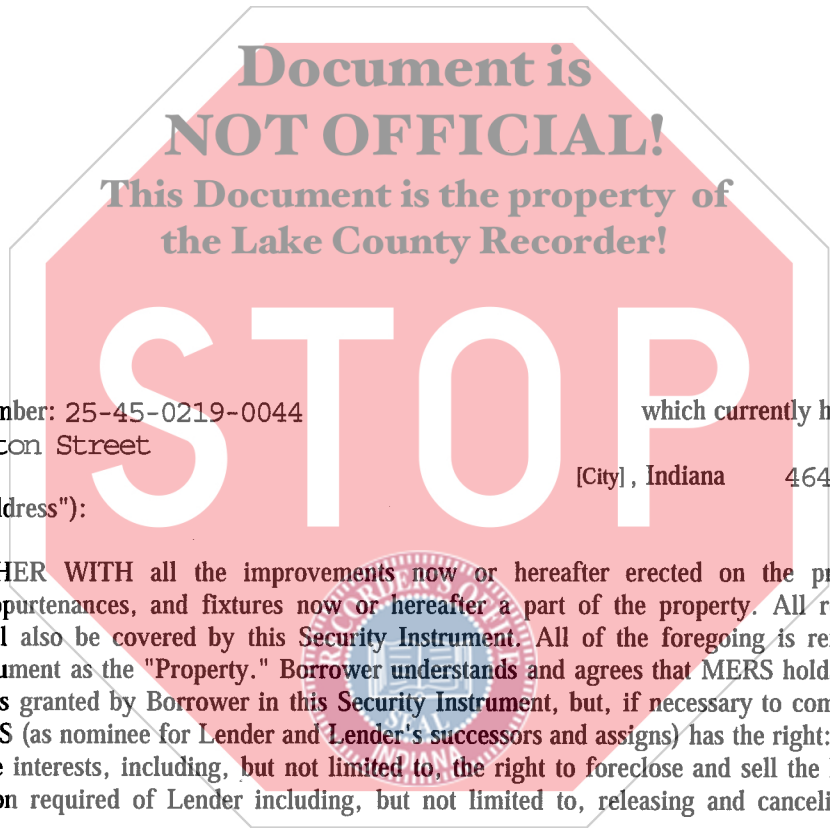 Document is
NOT OFFICIAL!
This Document is the property of
the Lake County Recorder!
STOP
mber: 25-45-0219-0044 which currently h
ton Street
[City] , Indiana 464
ddress"):
HER WITH all the improvements now or hereafter erected on the pr
ppurtenances, and fixtures now or hereafter a part of the property. All r
l also be covered by this Security Instrument. All of the foregoing is re
ument as the "Property." Borrower understands and agrees that MERS hold
s granted by Borrower in this Security Instrument, but, if necessary to com
S (as nominee for Lender and Lender's successors and assigns) has the right:
e interests, including, but not limited to, the right to foreclose and sell the
on required of Lender including, but not limited to, releasing and canceli
RECORDER'S OFFICE
SEAL
INDIANA